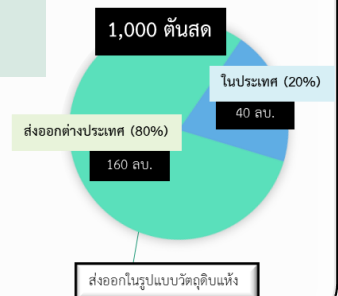 1,000 ตันสด
ในประเทศ (20%)
40 ลบ.
ส่งออกต่างประเทศ (80%)
160 ลบ.
ส่งออกในรูปแบบวัตถุดิบแห้ง